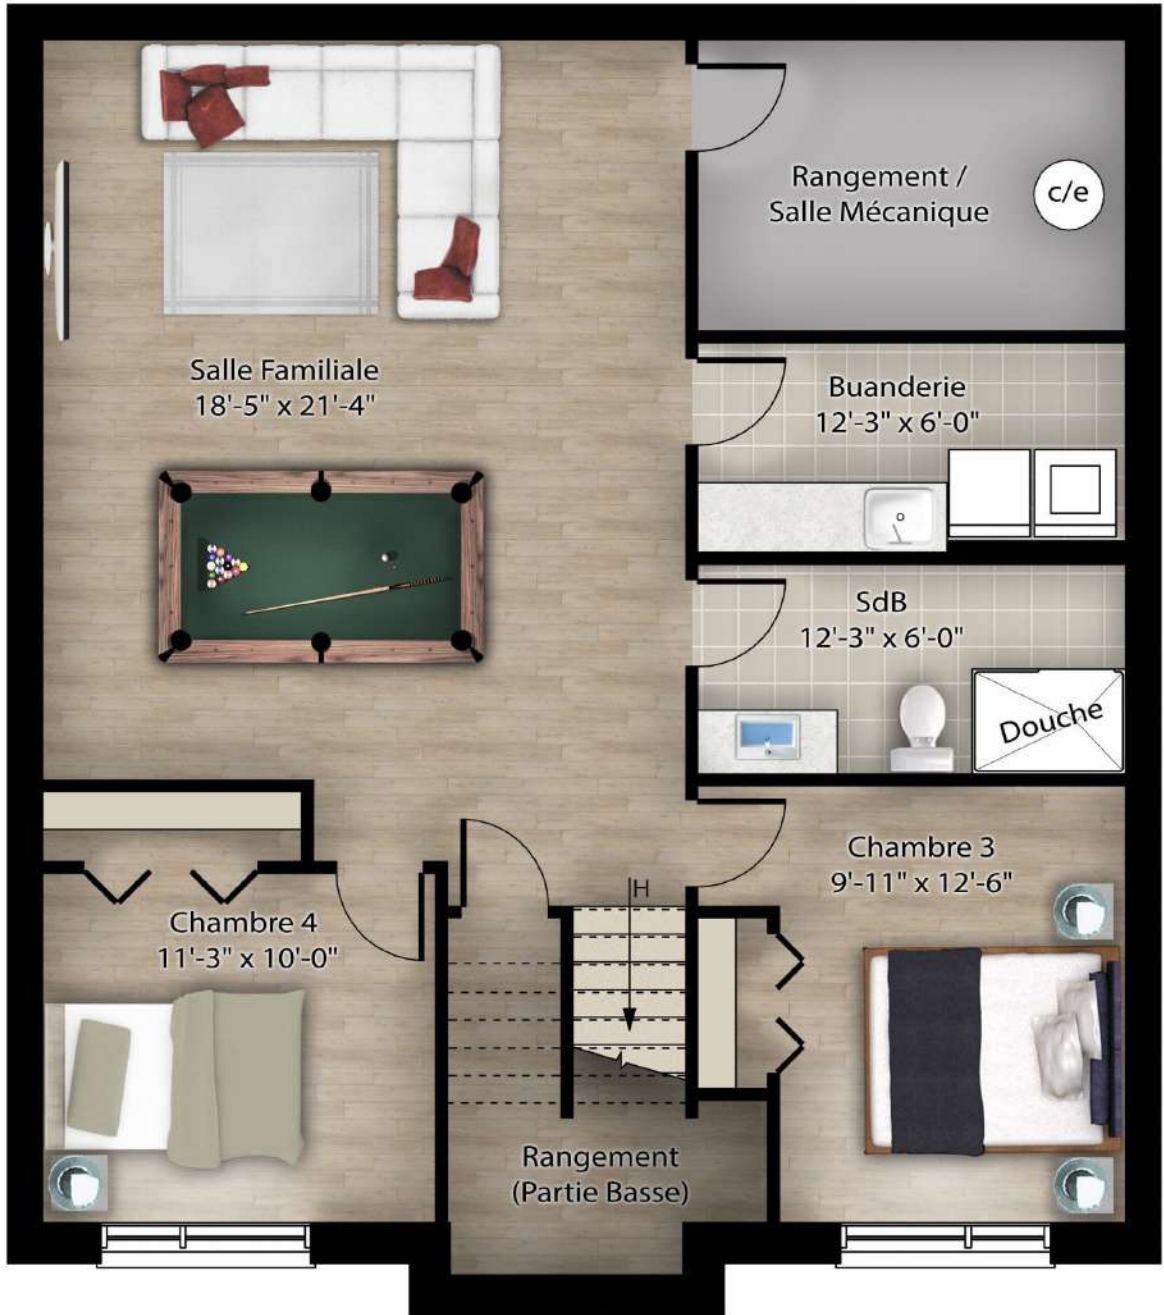 Rangement /
Salle Mécanique
c/e
Salle Familiale
18'-5" x 21'-4"
Buanderie
12'-3" x 6'-0"
SdB
12'-3" x 6'-0"
Douche
Chambre 3
9'-11" x 12'-6"
H
Chambre 4
11'-3" x 10'-0"
Rangement
(Partie Basse)